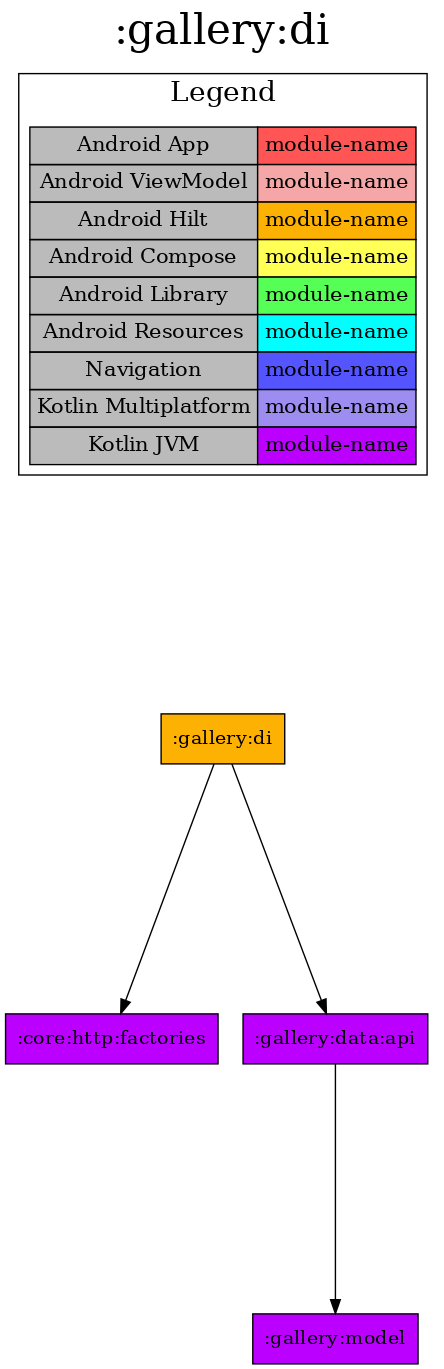 :gallery:di
Legend
Android App module-name
Android ViewModel module-name
Android Hilt module-name
Android Compose module-name
Android Library module-name
Android Resources module-name
Navigation module-name
Kotlin Multiplatform module-name
Kotlin JVM module-name
:gallery:di
:core:http:factories :gallery:data:api
:gallery:model